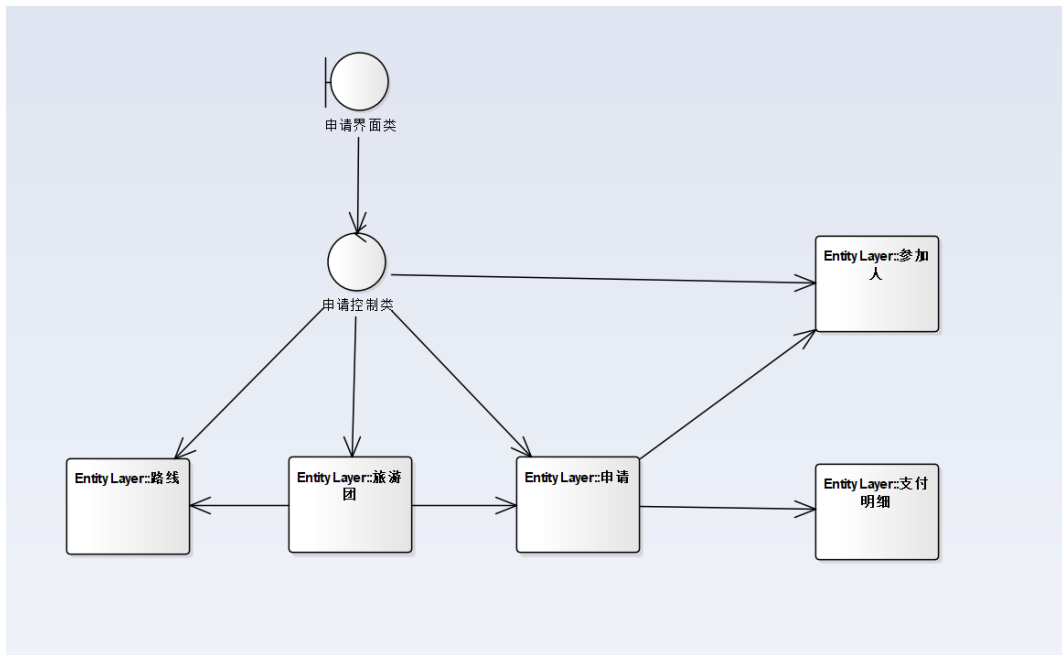 申请界面类
申请控制类
Entity Layer::参加
人
Entity Layer::路线
Entity Layer::旅游
团
Entity Layer::申请
Entity Layer::支付
明细